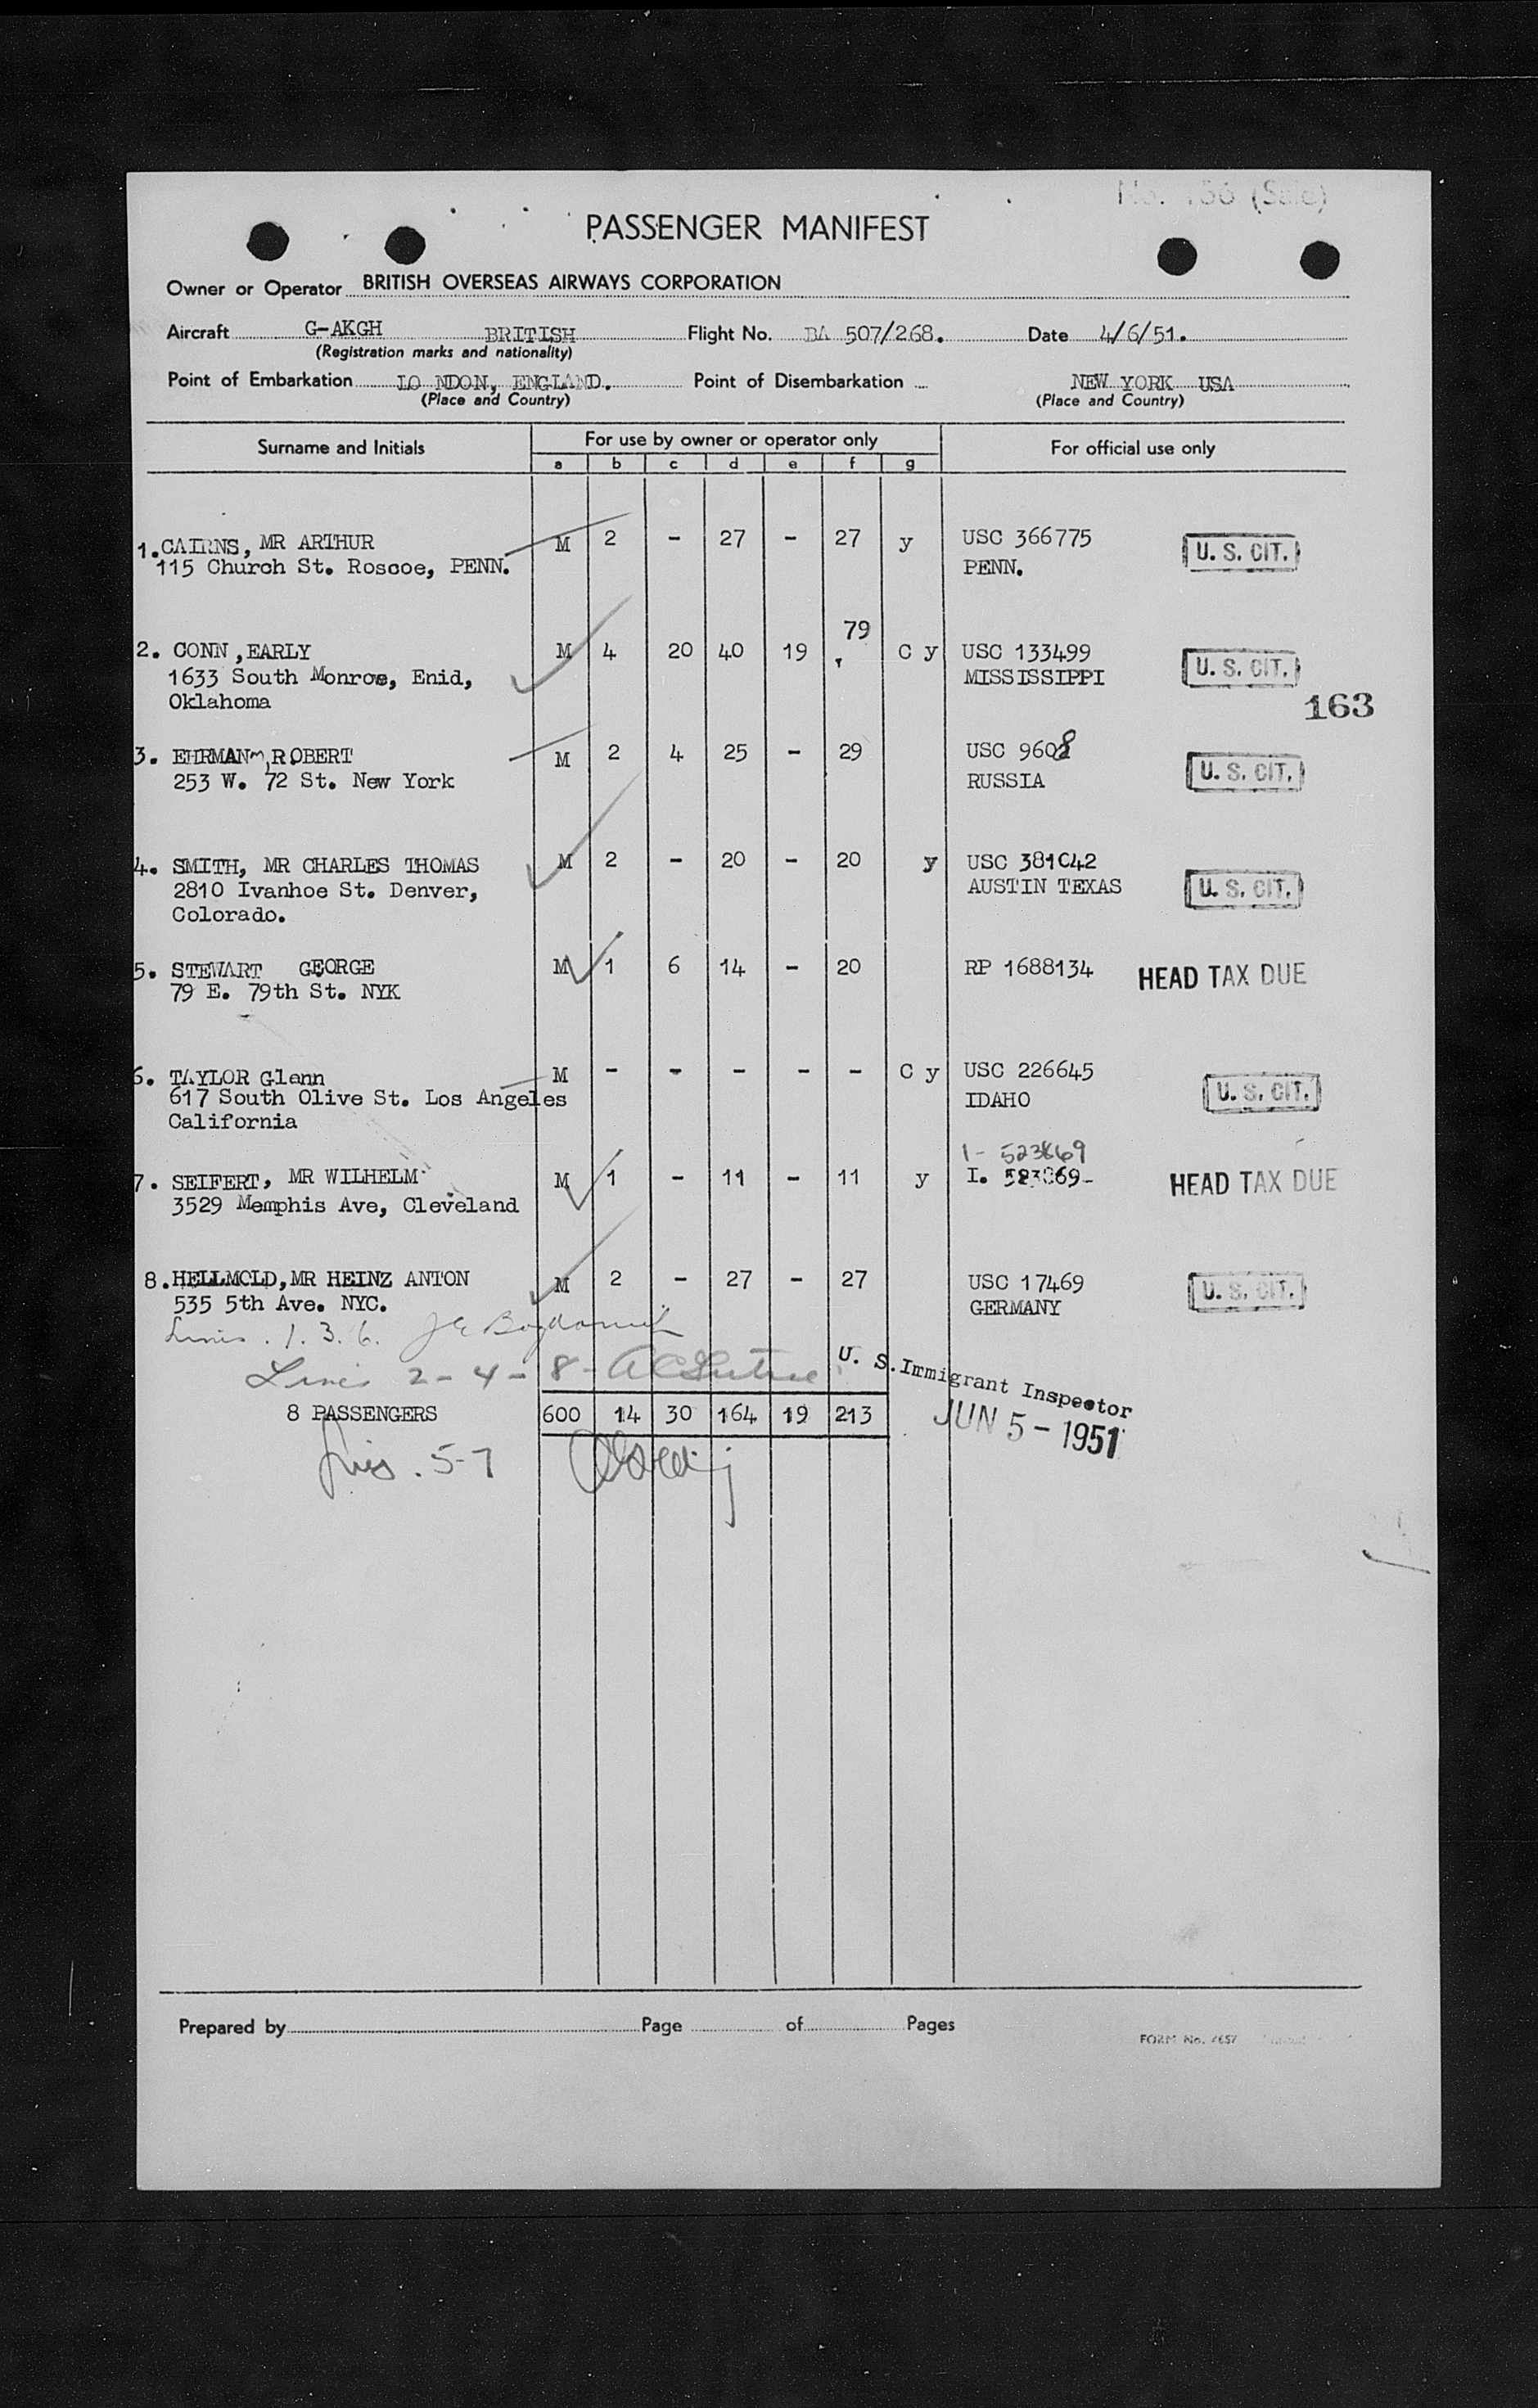 No. 156 (Sale)
PASSENGER MANIFEST
Owner or Operator BRITISH OVERSEAS AIRWAYS CORPORATION
Aircraft G-AKGH BRITISH Flight No. BA 507/268. Date 4/6/51.
(Registration marks and nationality)
Point of Embarkation LO NDON, ENGLAND. Point of Disembarkation NEW YORK USA
(Place and Country) (Place and Country)
Surname and Initials For use by owner or operator only For official use only
a b c d e f g
1. CAIRNS, MR ARTHUR M 2 - 27 - 27 y USC 366775 U. S. CIT.
115 Church St. Roscoe, PENN. PENN.
79
2. CONN ,EARLY M 4 20 40 19 C y USC 133499 U. S. CIT.
1633 South Monroe, Enid, MISSISSIPPI
Oklahoma 163
3. EHRMANN, ROBERT M 2 4 25 - 29 USC 9608 U. S. CIT.
253 W. 72 St. New York RUSSIA
4. SMITH, MR CHARLES THOMAS M 2 - 20 - 20 y USC 381C42
2810 Ivanhoe St. Denver, AUSTIN TEXAS U. S. CIT.
Colorado.
5. STEWART GEORGE M 1 6 14 - 20 RP 1688134 HEAD TAX DUE
79 E. 79th St. NYK
6. TAYLOR Glenn M - - - - - C y USC 226645 U. S. CIT.
617 South Olive St. Los Angeles IDAHO
California
1- 523869
7. SEIFERT, MR WILHELM M 1 - 11 - 11 y I. HEAD TAX DUE
3529 Memphis Ave, Cleveland
8. HELLMOLD, MR HEINZ ANTON M 2 - 27 - 27 USC 17469 U. S. CIT.
535 5th Ave. NYC. GERMANY
Lines. 1. 3. 6.
Lines 2-4-8-
U. S. Immigrant Inspector
8 PASSENGERS 600 14 30 164 19 213
JUN 5 - 1951
Lines. 5-7
Prepared by Page of Pages
FORM No.